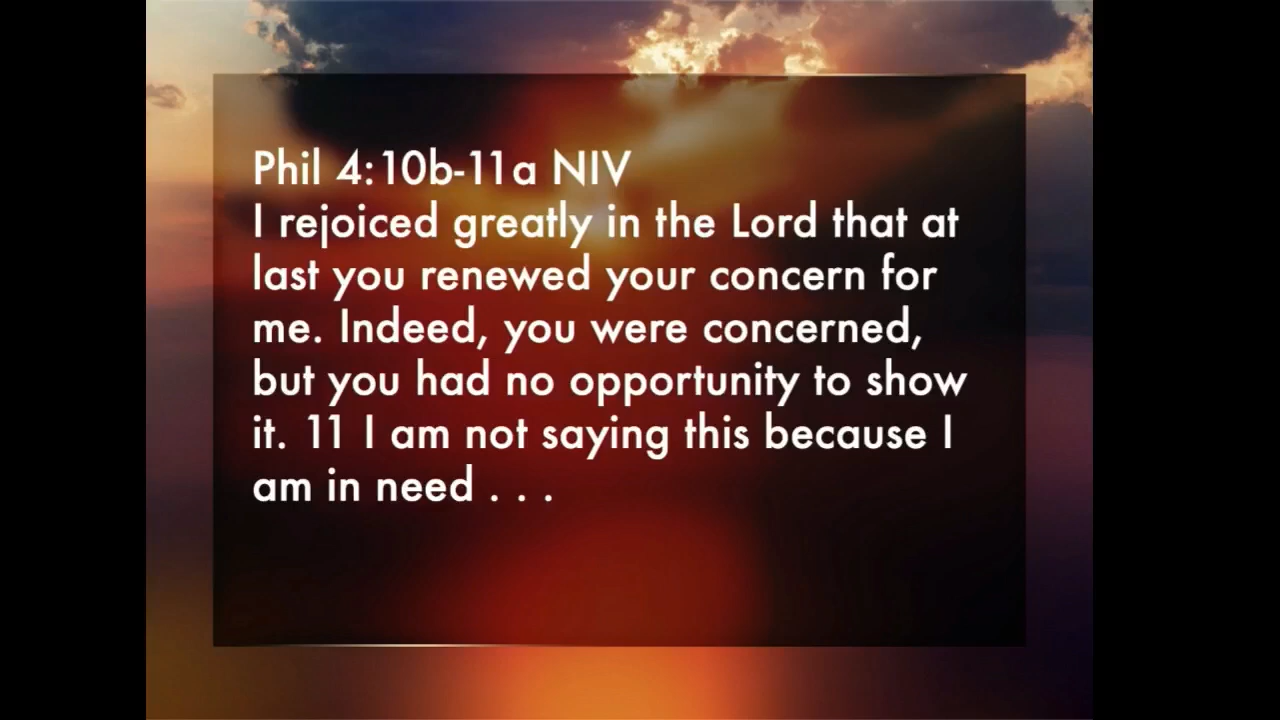 Phil 4:10b-11a NIV
I rejoiced greatly in the Lord that at
last you renewed your concern for
me. Indeed, you were concerned,
but you had no opportunity to show
it. 11 I am not saying this because I
am in need . . .